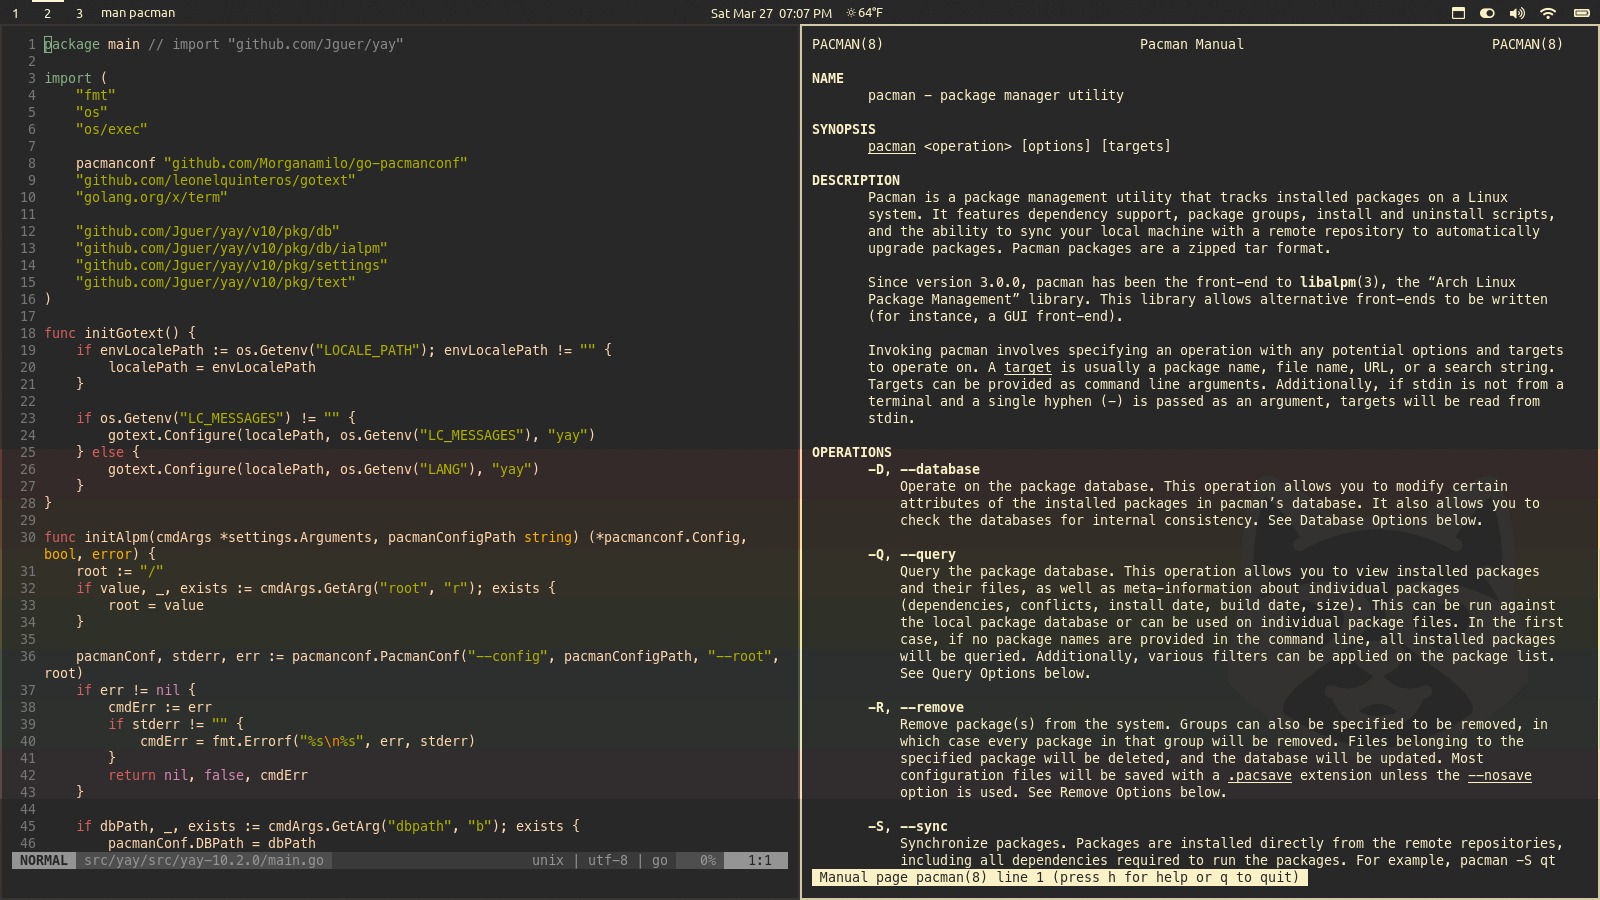 1 2 3 man pacman Sat Mar 27 07:07 PM 64°F
1 package main // import "github.com/Jguer/yay"
2
3 import (
4 "fmt"
5 "os"
6 "os/exec"
7
8 pacmanconf "github.com/Morganamilo/go-pacmanconf"
9 "github.com/leonelquinteros/gotext"
10 "golang.org/x/term"
11
12 "github.com/Jguer/yay/v10/pkg/db"
13 "github.com/Jguer/yay/v10/pkg/db/ialpm"
14 "github.com/Jguer/yay/v10/pkg/settings"
15 "github.com/Jguer/yay/v10/pkg/text"
16 )
17
18 func initGotext() {
19 if envLocalePath := os.Getenv("LOCALE_PATH"); envLocalePath != "" {
20 localePath = envLocalePath
21 }
22
23 if os.Getenv("LC_MESSAGES") != "" {
24 gotext.Configure(localePath, os.Getenv("LC_MESSAGES"), "yay")
25 } else {
26 gotext.Configure(localePath, os.Getenv("LANG"), "yay")
27 }
28 }
29
30 func initAlpm(cmdArgs *settings.Arguments, pacmanConfigPath string) (*pacmanconf.Config,
bool, error) {
31 root := "/"
32 if value, _, exists := cmdArgs.GetArg("root", "r"); exists {
33 root = value
34 }
35
36 pacmanConf, stderr, err := pacmanconf.PacmanConf("--config", pacmanConfigPath, "--root",
root)
37 if err != nil {
38 cmdErr := err
39 if stderr != "" {
40 cmdErr = fmt.Errorf("%s\n%s", err, stderr)
41 }
42 return nil, false, cmdErr
43 }
44
45 if dbPath, _, exists := cmdArgs.GetArg("dbpath", "b"); exists {
46 pacmanConf.DBPath = dbPath
NORMAL src/yay/src/yay-10.2.0/main.go unix | utf-8 | go 0% 1:1
PACMAN(8) Pacman Manual PACMAN(8)
NAME
pacman - package manager utility
SYNOPSIS
pacman <operation> [options] [targets]
DESCRIPTION
Pacman is a package management utility that tracks installed packages on a Linux
system. It features dependency support, package groups, install and uninstall scripts,
and the ability to sync your local machine with a remote repository to automatically
upgrade packages. Pacman packages are a zipped tar format.
Since version 3.0.0, pacman has been the front-end to libalpm(3), the “Arch Linux
Package Management” library. This library allows alternative front-ends to be written
(for instance, a GUI front-end).
Invoking pacman involves specifying an operation with any potential options and targets
to operate on. A target is usually a package name, file name, URL, or a search string.
Targets can be provided as command line arguments. Additionally, if stdin is not from a
terminal and a single hyphen (-) is passed as an argument, targets will be read from
stdin.
OPERATIONS
-D, --database
Operate on the package database. This operation allows you to modify certain
attributes of the installed packages in pacman’s database. It also allows you to
check the databases for internal consistency. See Database Options below.
-Q, --query
Query the package database. This operation allows you to view installed packages
and their files, as well as meta-information about individual packages
(dependencies, conflicts, install date, build date, size). This can be run against
the local package database or can be used on individual package files. In the first
case, if no package names are provided in the command line, all installed packages
will be queried. Additionally, various filters can be applied on the package list.
See Query Options below.
-R, --remove
Remove package(s) from the system. Groups can also be specified to be removed, in
which case every package in that group will be removed. Files belonging to the
specified package will be deleted, and the database will be updated. Most
configuration files will be saved with a .pacsave extension unless the --nosave
option is used. See Remove Options below.
-S, --sync
Synchronize packages. Packages are installed directly from the remote repositories,
including all dependencies required to run the packages. For example, pacman -S qt
Manual page pacman(8) line 1 (press h for help or q to quit)